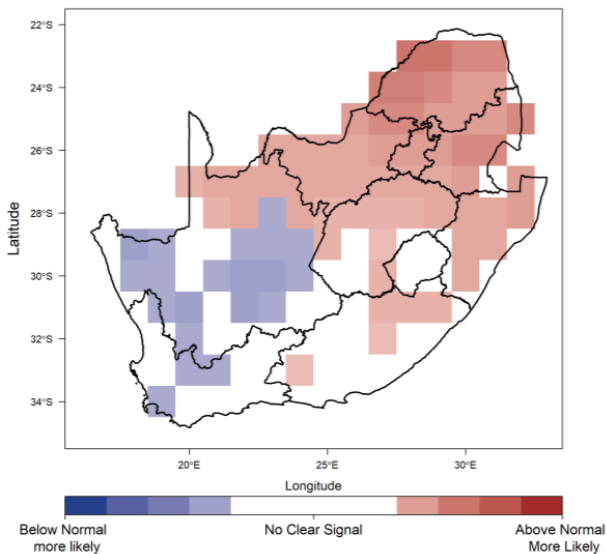 22°S
24°S
26°S
28°S
30°S
32°S
34°S
Latitude
20°E
25°E
30°E
Longitude
Below Normal
more likely
No Clear Signal
Above Normal
More Likely